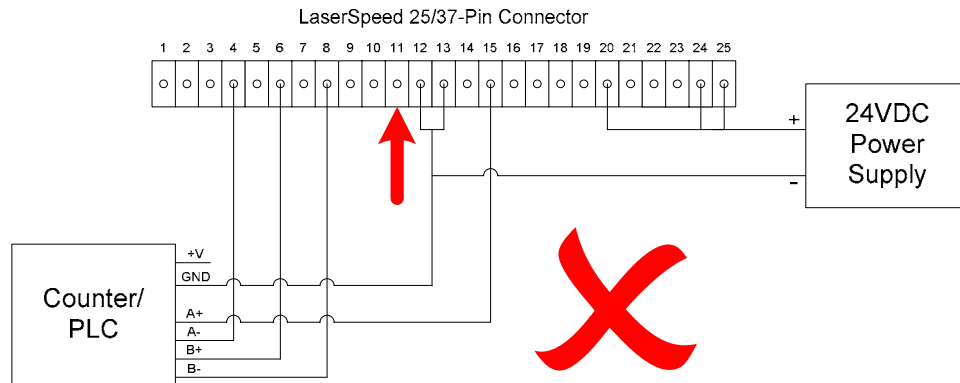 LaserSpeed 25/37-Pin Connector
1 2 3 4 5 6 7 8 9 10 11 12 13 14 15 16 17 18 19 20 21 22 23 24 25
+
24VDC
Power
Supply
-
Counter/
PLC
+V
GND
A+
A-
B+
B-